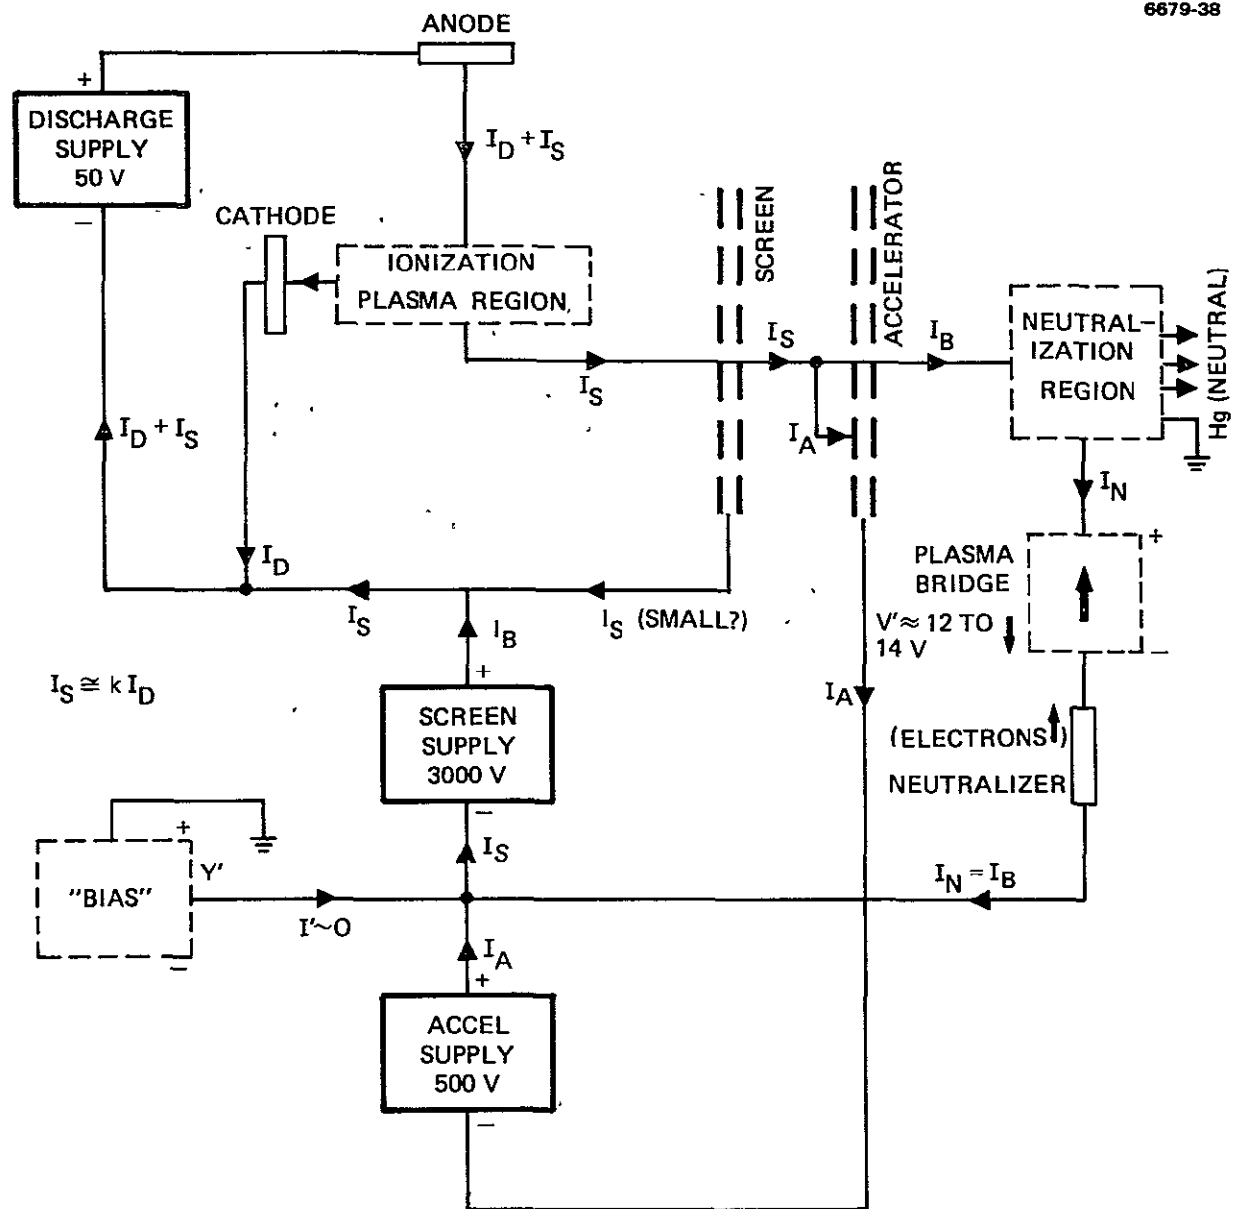 6679-38
ANODE
+
DISCHARGE
SUPPLY
50 V
−
I_D + I_S
CATHODE
IONIZATION
PLASMA REGION
SCREEN
ACCELERATOR
I_S
I_S
I_A
I_B
NEUTRAL-
IZATION
REGION
Hg (NEUTRAL)
I_N
I_D + I_S
I_D
I_S
I_B
I_S (SMALL?)
PLASMA
BRIDGE
V' ≈ 12 TO
14 V
+
−
I_S ≅ k I_D
+
SCREEN
SUPPLY
3000 V
−
I_A
(ELECTRONS)
NEUTRALIZER
+
"BIAS"
Y'
−
I' ~ O
I_S
I_N = I_B
I_A
+
ACCEL
SUPPLY
500 V
−